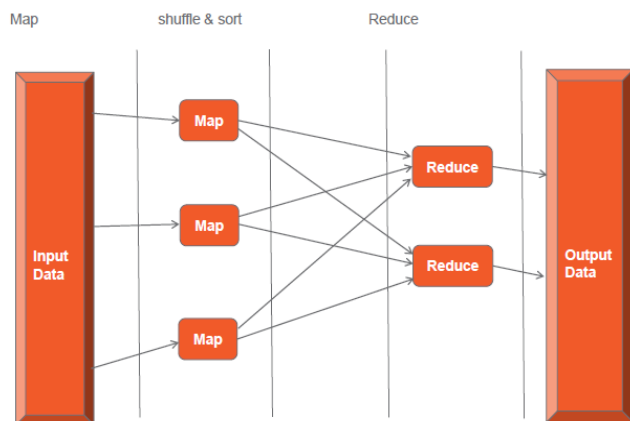 Map
shuffle & sort
Reduce
Map
Reduce
Map
Input
Data
Reduce
Output
Data
Map